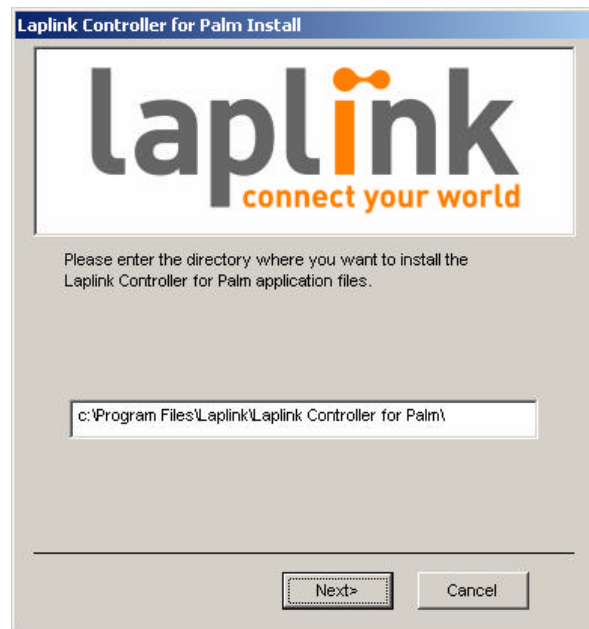 Laplink Controller for Palm Install
laplink
connect your world
Please enter the directory where you want to install the
Laplink Controller for Palm application files.
c:\Program Files\Laplink\Laplink Controller for Palm\
Next>
Cancel